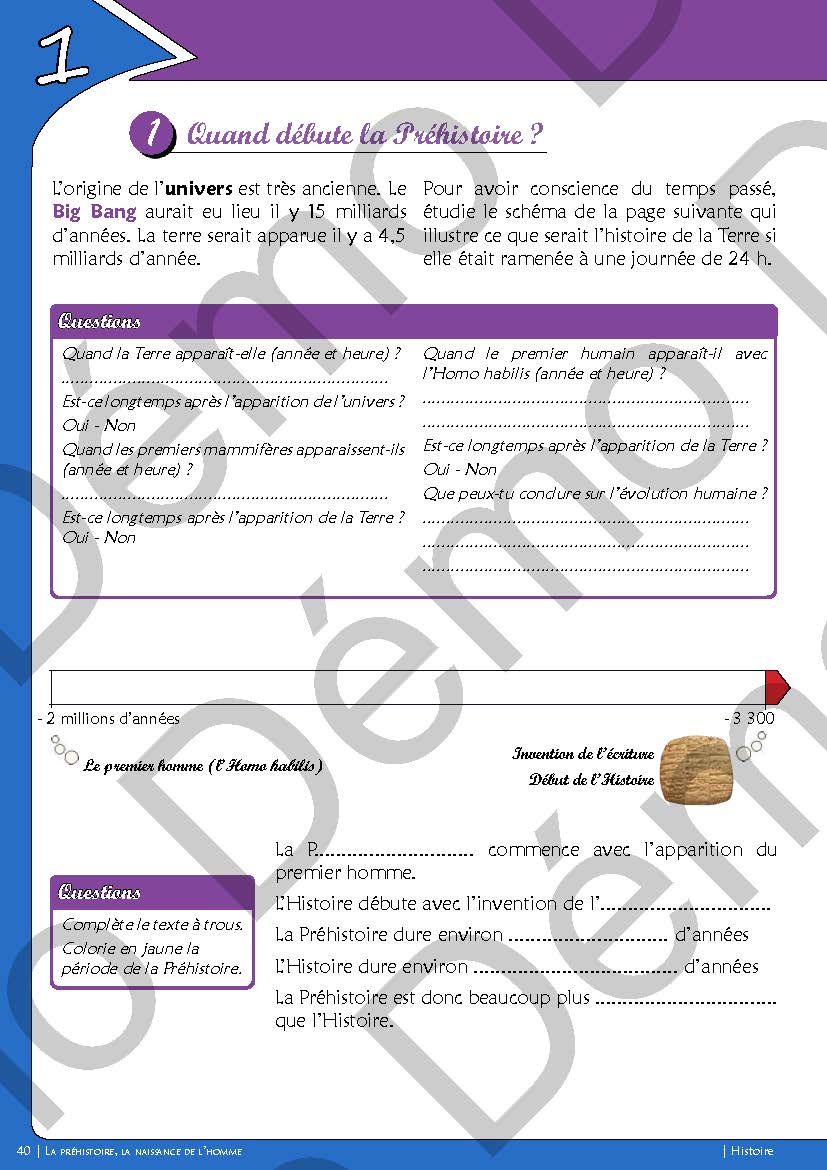 1
1 Quand débute la Préhistoire ?
L'origine de l'univers est très ancienne. Le
Big Bang aurait eu lieu il y 15 milliards
d'années. La terre serait apparue il y a 4,5
milliards d'année.
Pour avoir conscience du temps passé,
étudie le schéma de la page suivante qui
illustre ce que serait l'histoire de la Terre si
elle était ramenée à une journée de 24 h.
Questions
Quand la Terre apparaît-elle (année et heure) ?
......................................................................
Est-ce longtemps après l'apparition de l'univers ?
Oui - Non
Quand les premiers mammifères apparaissent-ils
(année et heure) ?
......................................................................
Est-ce longtemps après l'apparition de la Terre ?
Oui - Non
Quand le premier humain apparaît-il avec
l'Homo habilis (année et heure) ?
......................................................................
......................................................................
Est-ce longtemps après l'apparition de la Terre ?
Oui - Non
Que peux-tu conclure sur l'évolution humaine ?
......................................................................
......................................................................
......................................................................
- 2 millions d'années
- 3 300
Le premier homme (l'Homo habilis)
Invention de l'écriture
Début de l'Histoire
Questions
Complète le texte à trous.
Colorie en jaune la
période de la Préhistoire.
La P.............................. commence avec l'apparition du
premier homme.
L'Histoire débute avec l'invention de l'................................
La Préhistoire dure environ .............................. d'années
L'Histoire dure environ ...................................... d'années
La Préhistoire est donc beaucoup plus ..................................
que l'Histoire.
40 | La préhistoire, la naissance de l'homme
| Histoire
Démo
Démo
Démo
Démo